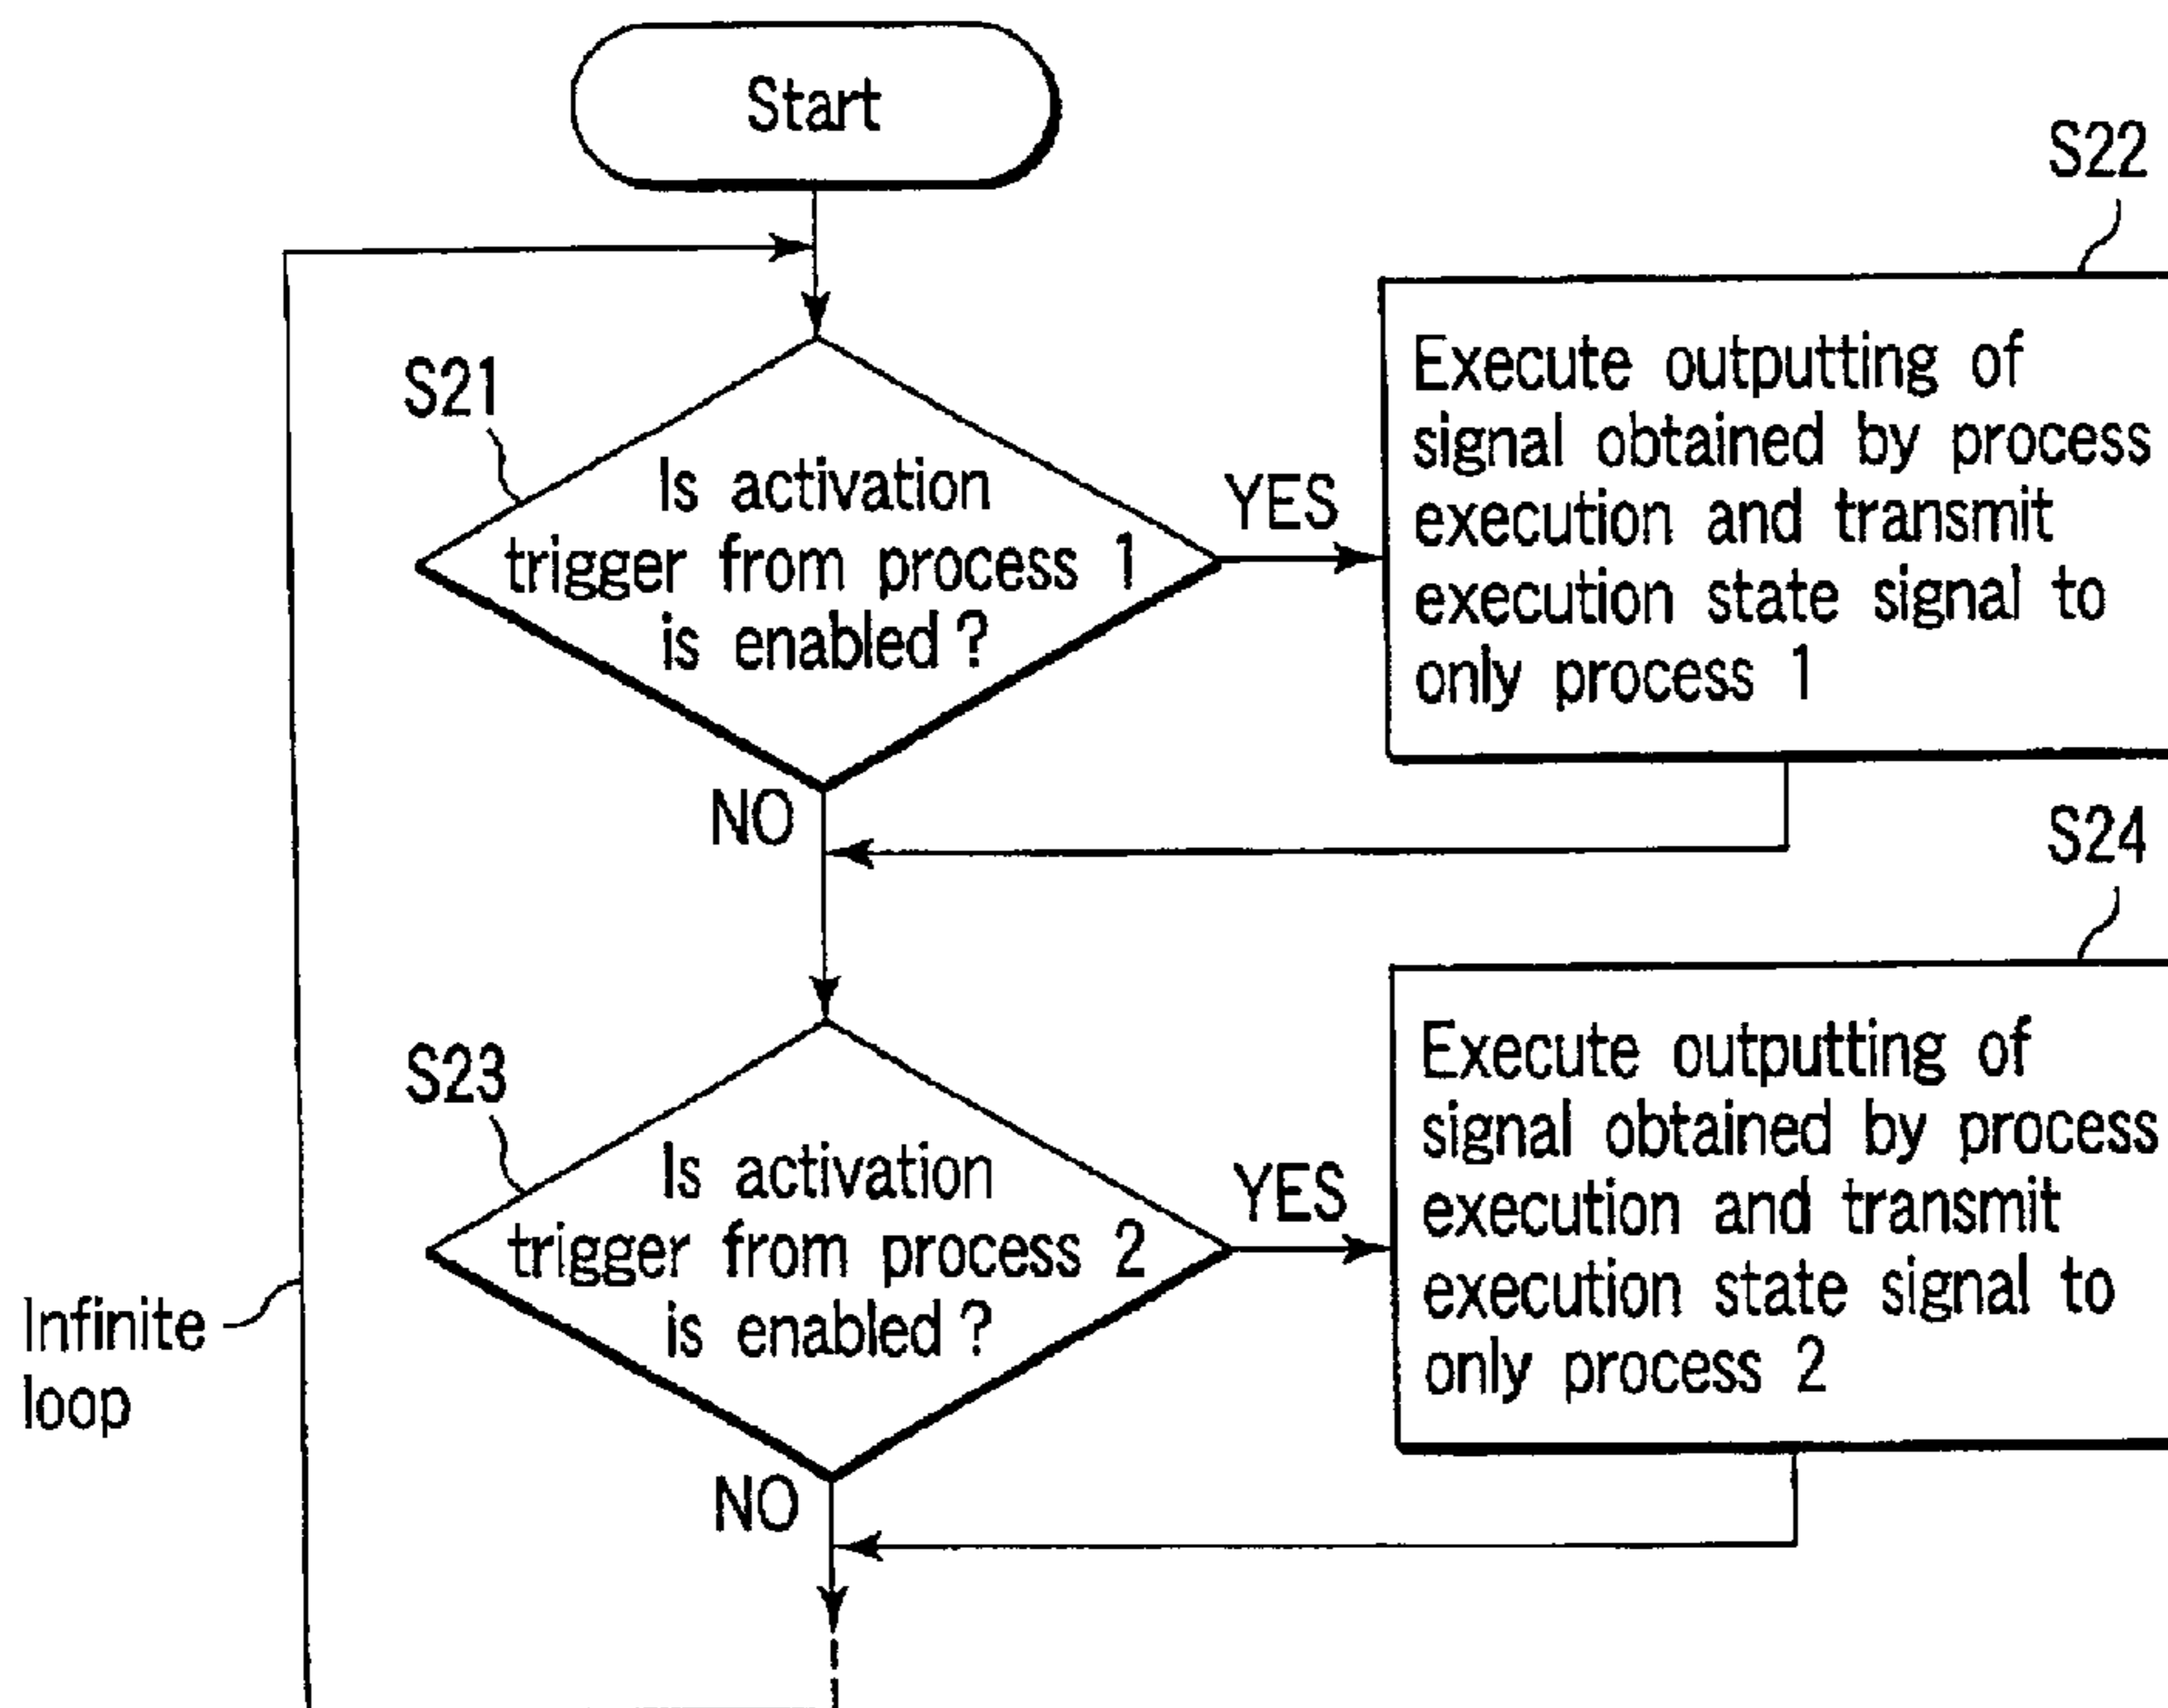 Start
S22
S21
Is activation
trigger from process 1
is enabled?
YES
Execute outputting of
signal obtained by process
execution and transmit
execution state signal to
only process 1
NO
S24
S23
Is activation
trigger from process 2
is enabled?
YES
Execute outputting of
signal obtained by process
execution and transmit
execution state signal to
only process 2
NO
Infinite
loop